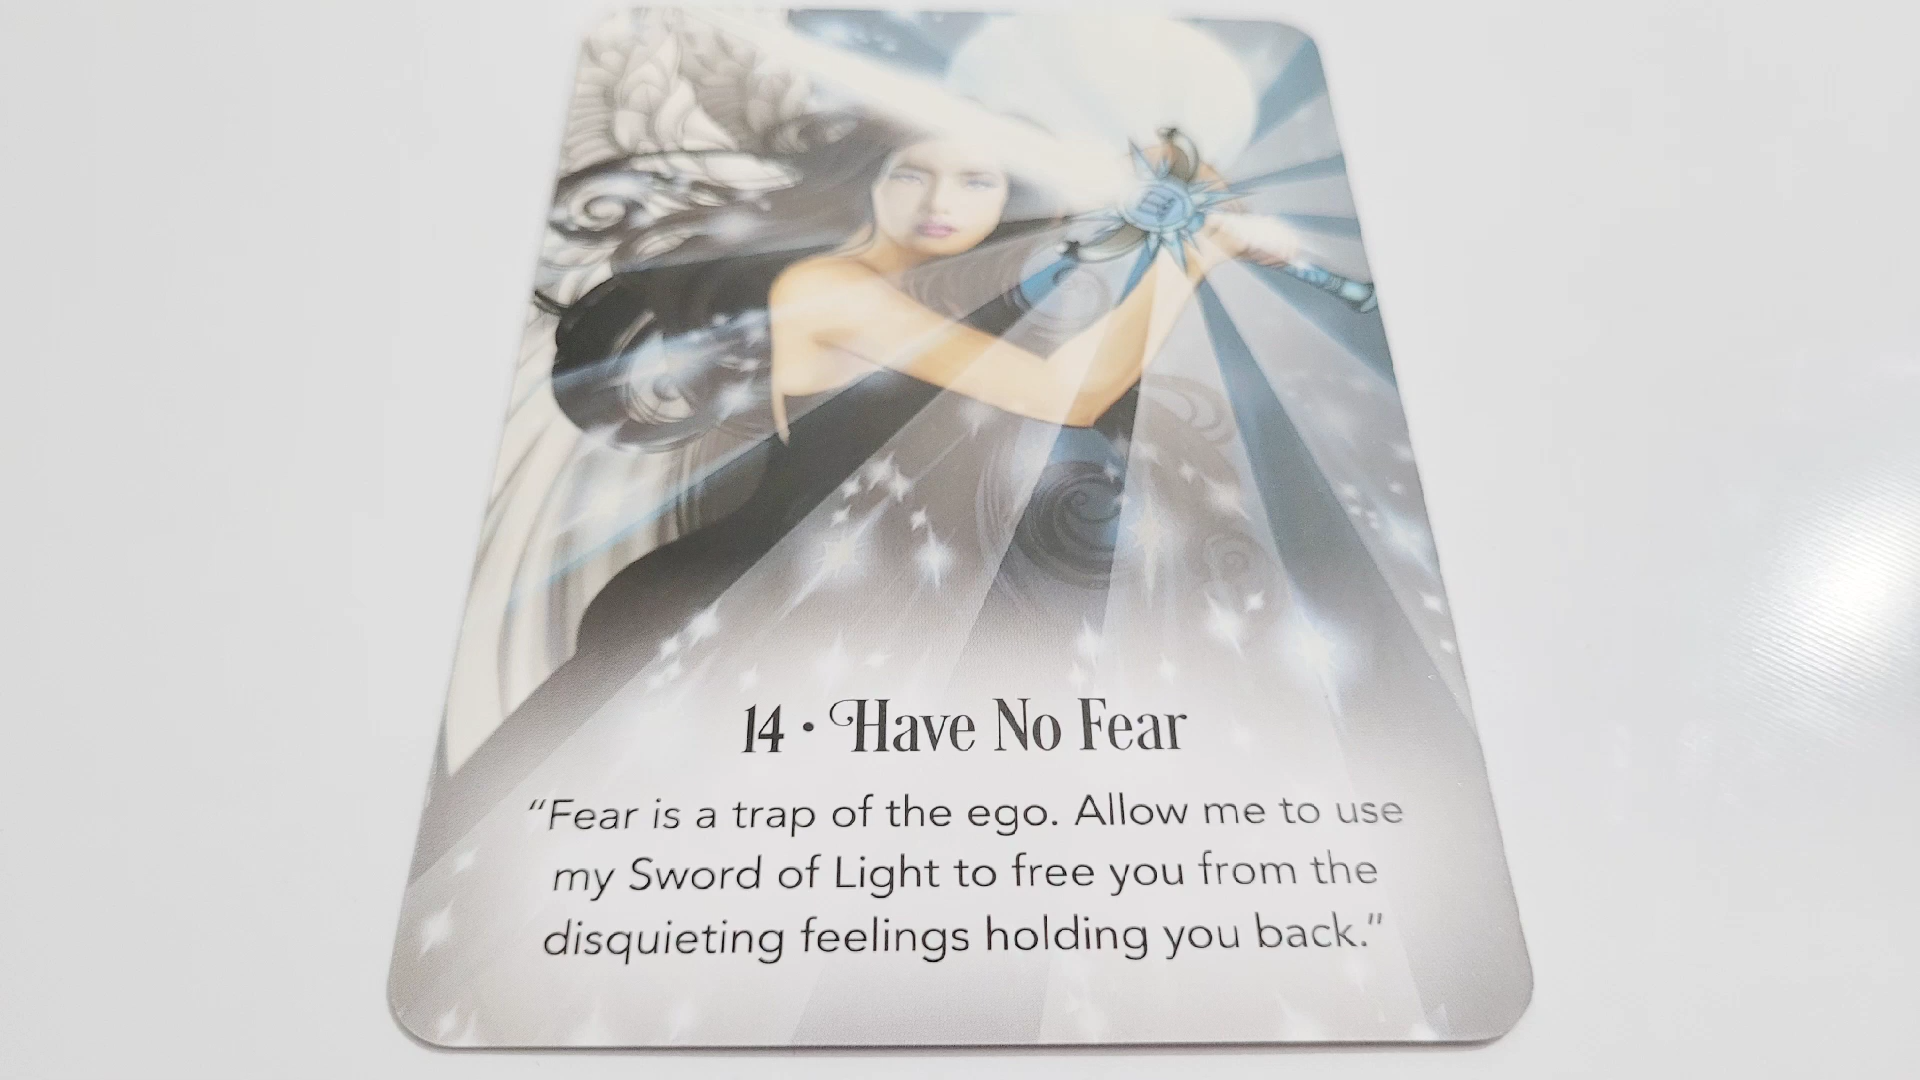 14 • Have No Fear
“Fear is a trap of the ego. Allow me to use
my Sword of Light to free you from the
disquieting feelings holding you back.”